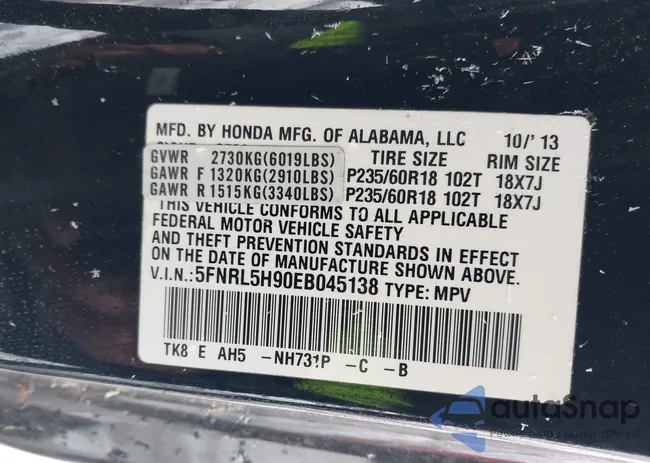 MFD. BY HONDA MFG. OF ALABAMA, LLC 10/'13
GVWR 2730KG(6019LBS) TIRE SIZE RIM SIZE
GAWR F 1320KG(2910LBS) P235/60R18 102T 18X7J
GAWR R 1515KG(3340LBS) P235/60R18 102T 18X7J
THIS VEHICLE CONFORMS TO ALL APPLICABLE
FEDERAL MOTOR VEHICLE SAFETY
AND THEFT PREVENTION STANDARDS IN EFFECT
ON THE DATE OF MANUFACTURE SHOWN ABOVE.
V.I.N.: 5FNRL5H90EB045138 TYPE: MPV
TK8 E AH5 -NH731P -C -B
autoSnap